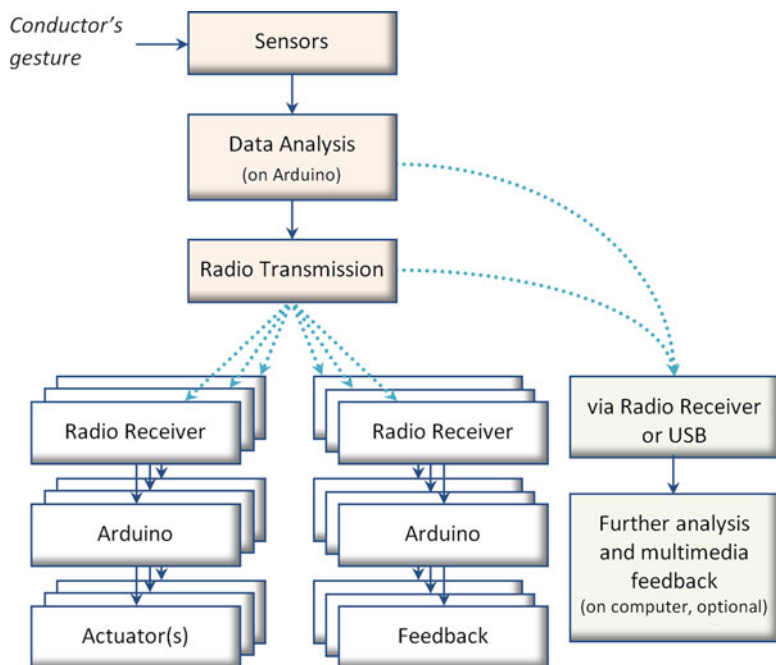 Conductor's
gesture
Sensors
Data Analysis
(on Arduino)
Radio Transmission
Radio Receiver
Radio Receiver
via Radio Receiver
or USB
Arduino
Arduino
Further analysis
and multimedia
feedback
(on computer, optional)
Actuator(s)
Feedback